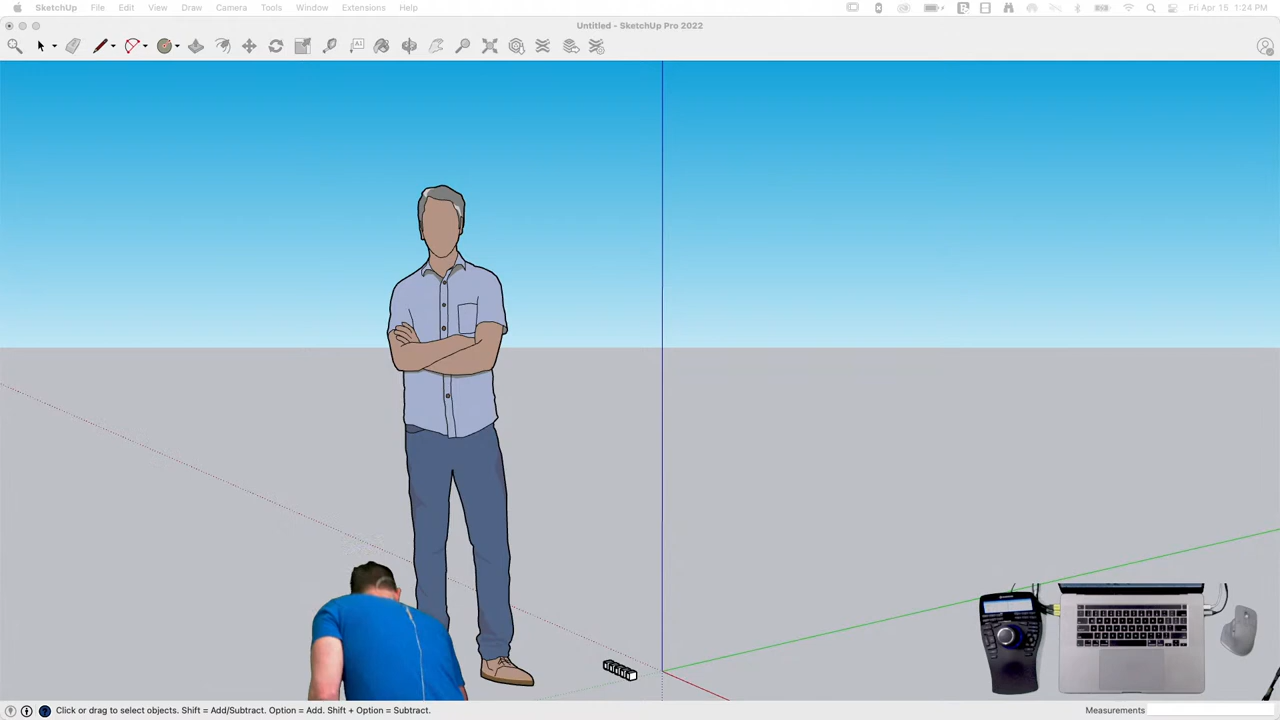 SketchUp File Edit View Draw Camera Tools Window Extensions Help Fri Apr 15 1:24 PM
Untitled - SketchUp Pro 2022
Click or drag to select objects. Shift = Add/Subtract. Option = Add. Shift + Option = Subtract. Measurements